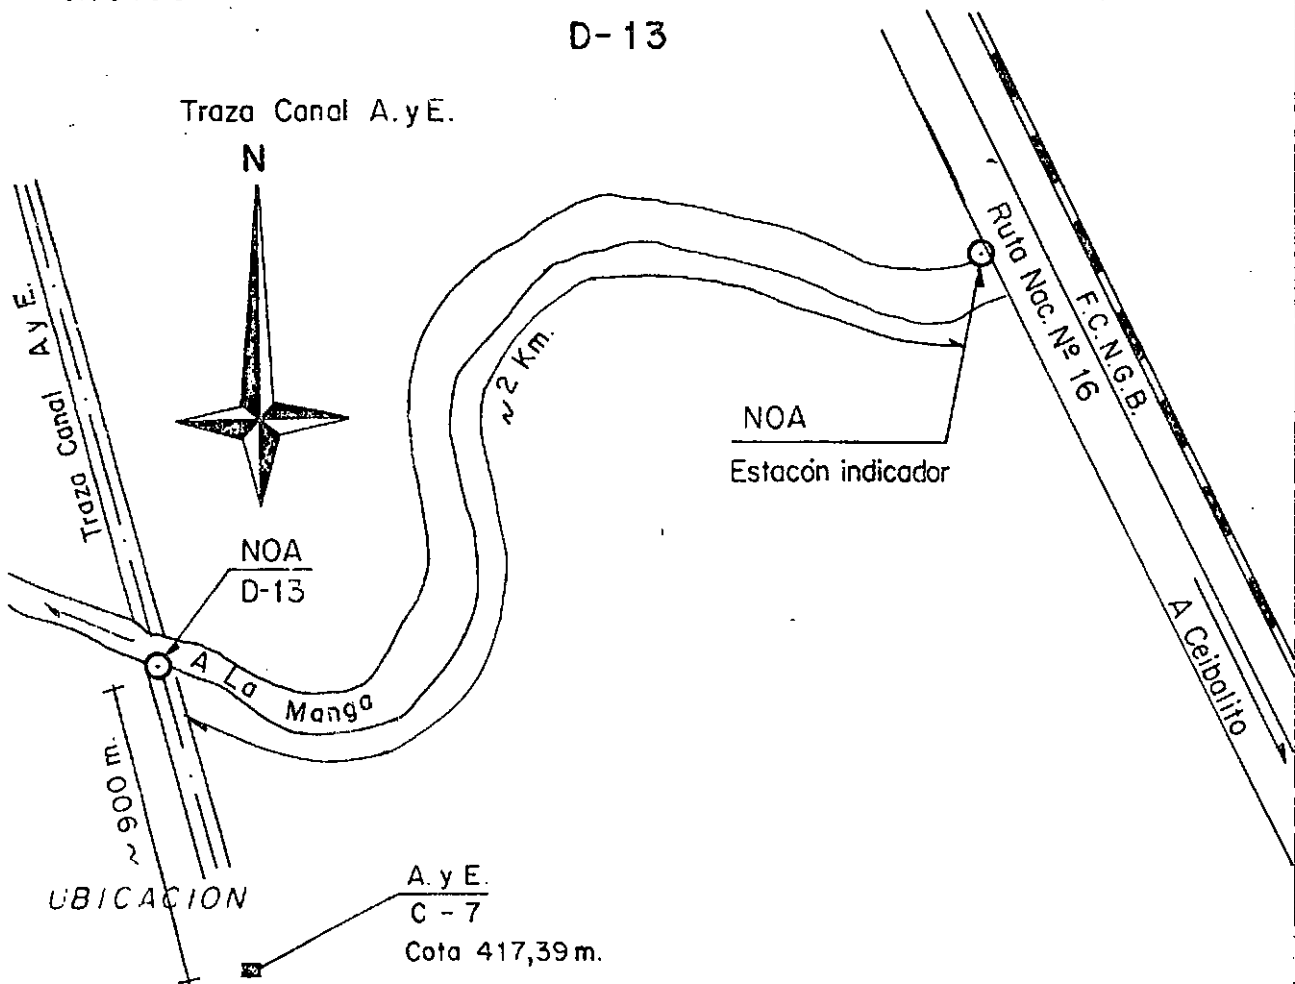 D-13
Traza Canal A. y E.
N
Traza Canal A y E.
Ruta Nac. Nº 16
F.C.N.G.B.
~ 2 Km.
NOA
Estacón indicador
NOA
D-13
A La Manga
A Ceibalito
~ 900 m.
UBICACION
A. y E.
C - 7
Cota 417,39 m.